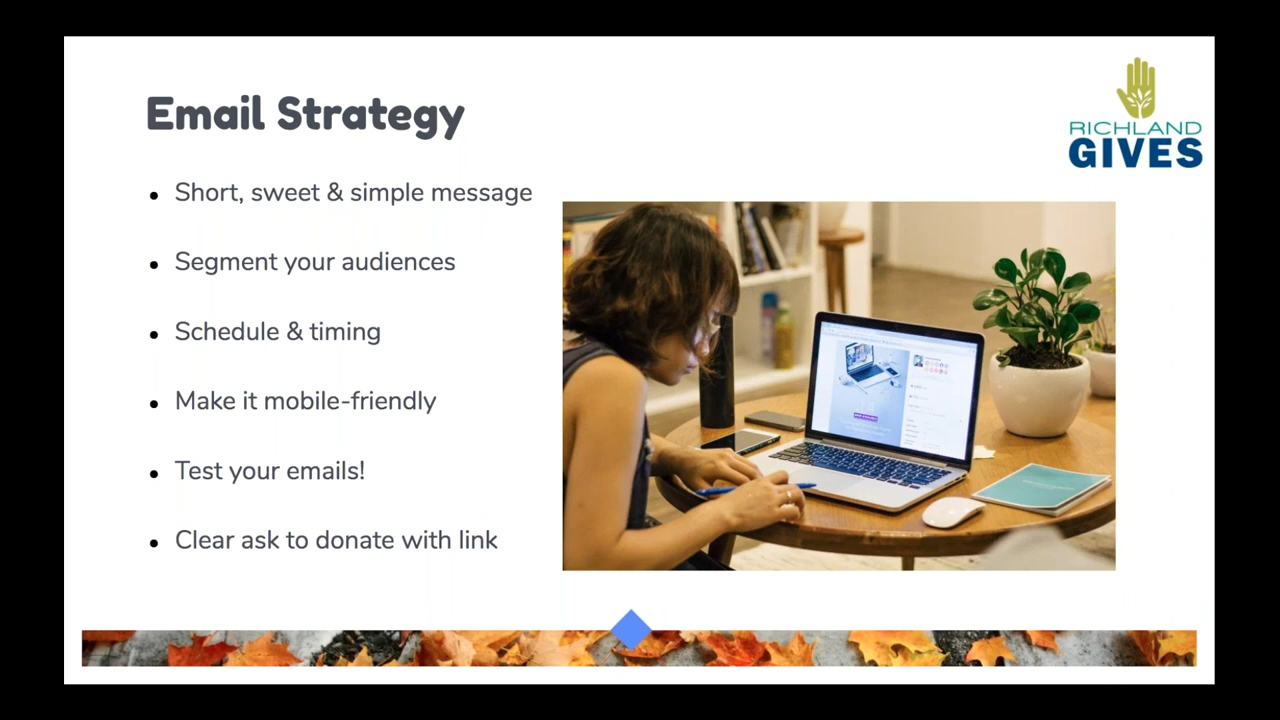 Email Strategy
RICHLAND
GIVES
• Short, sweet & simple message
• Segment your audiences
• Schedule & timing
• Make it mobile-friendly
• Test your emails!
• Clear ask to donate with link